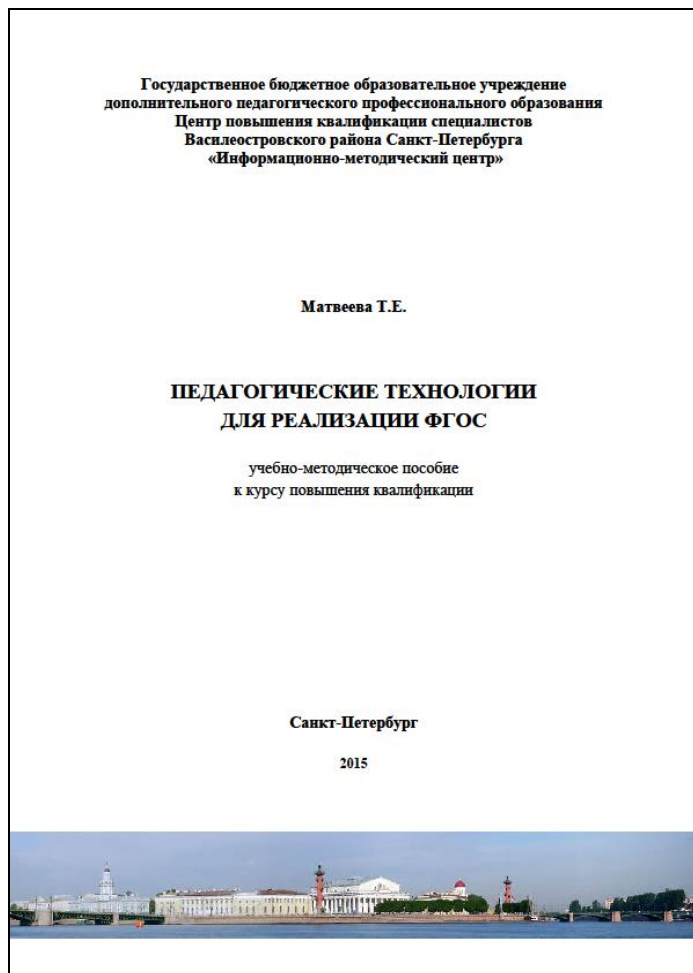 Государственное бюджетное образовательное учреждение
дополнительного педагогического профессионального образования
Центр повышения квалификации специалистов
Василеостровского района Санкт-Петербурга
«Информационно-методический центр»
Матвеева Т.Е.
ПЕДАГОГИЧЕСКИЕ ТЕХНОЛОГИИ
ДЛЯ РЕАЛИЗАЦИИ ФГОС
учебно-методическое пособие
к курсу повышения квалификации
Санкт-Петербург
2015